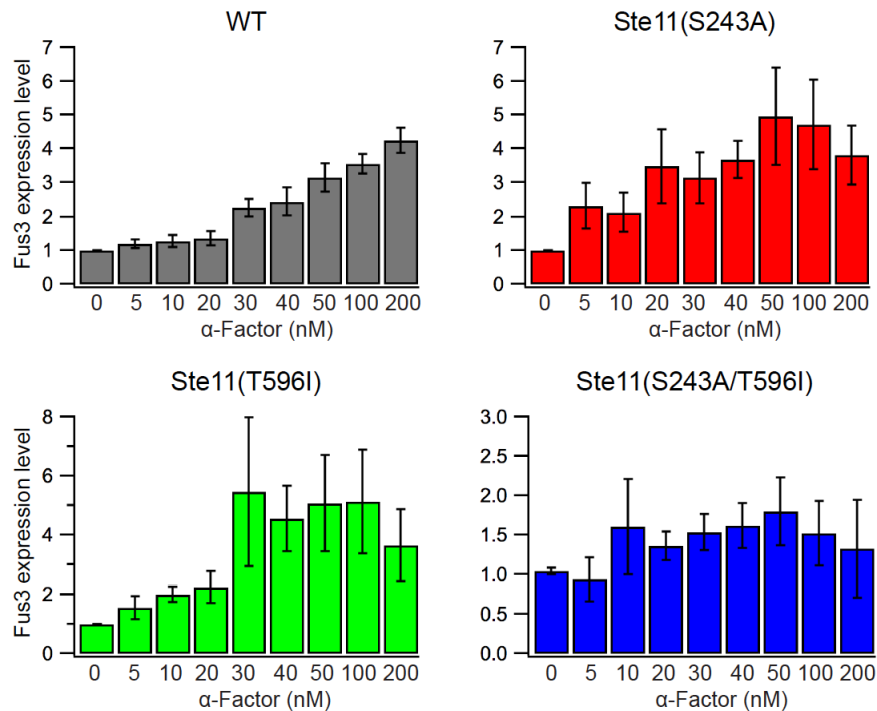 WT
Fus3 expression level
7
6
5
4
3
2
1
0
0 5 10 20 30 40 50 100 200
α-Factor (nM)
Ste11(S243A)
7
6
5
4
3
2
1
0
0 5 10 20 30 40 50 100 200
α-Factor (nM)
Ste11(T596I)
Fus3 expression level
8
6
4
2
0
0 5 10 20 30 40 50 100 200
α-Factor (nM)
Ste11(S243A/T596I)
3.0
2.5
2.0
1.5
1.0
0.5
0.0
0 5 10 20 30 40 50 100 200
α-Factor (nM)